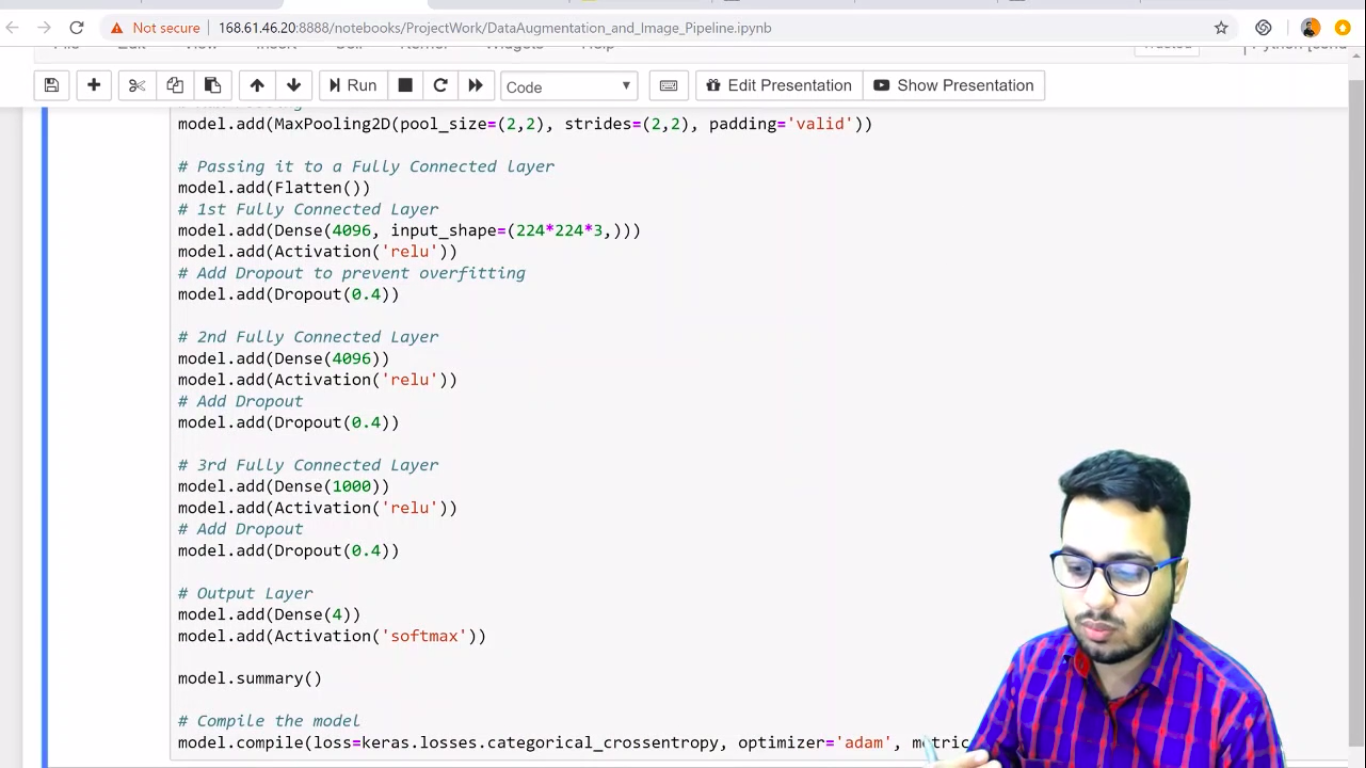 Not secure 168.61.46.20:8888/notebooks/ProjectWork/DataAugmentation_and_Image_Pipeline.ipynb
Run Code Edit Presentation Show Presentation
model.add(MaxPooling2D(pool_size=(2,2), strides=(2,2), padding='valid'))
# Passing it to a Fully Connected layer
model.add(Flatten())
# 1st Fully Connected Layer
model.add(Dense(4096, input_shape=(224*224*3,)))
model.add(Activation('relu'))
# Add Dropout to prevent overfitting
model.add(Dropout(0.4))
# 2nd Fully Connected Layer
model.add(Dense(4096))
model.add(Activation('relu'))
# Add Dropout
model.add(Dropout(0.4))
# 3rd Fully Connected Layer
model.add(Dense(1000))
model.add(Activation('relu'))
# Add Dropout
model.add(Dropout(0.4))
# Output Layer
model.add(Dense(4))
model.add(Activation('softmax'))
model.summary()
# Compile the model
model.compile(loss=keras.losses.categorical_crossentropy, optimizer='adam', metric